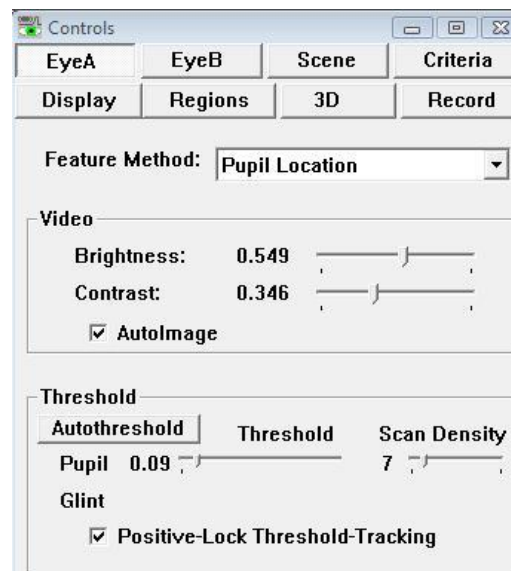 Controls
EyeA EyeB Scene Criteria
Display Regions 3D Record
Feature Method: Pupil Location
Video
Brightness: 0.549
Contrast: 0.346
AutoImage
Threshold
Autothreshold Threshold Scan Density
Pupil 0.09 7
Glint
Positive-Lock Threshold-Tracking